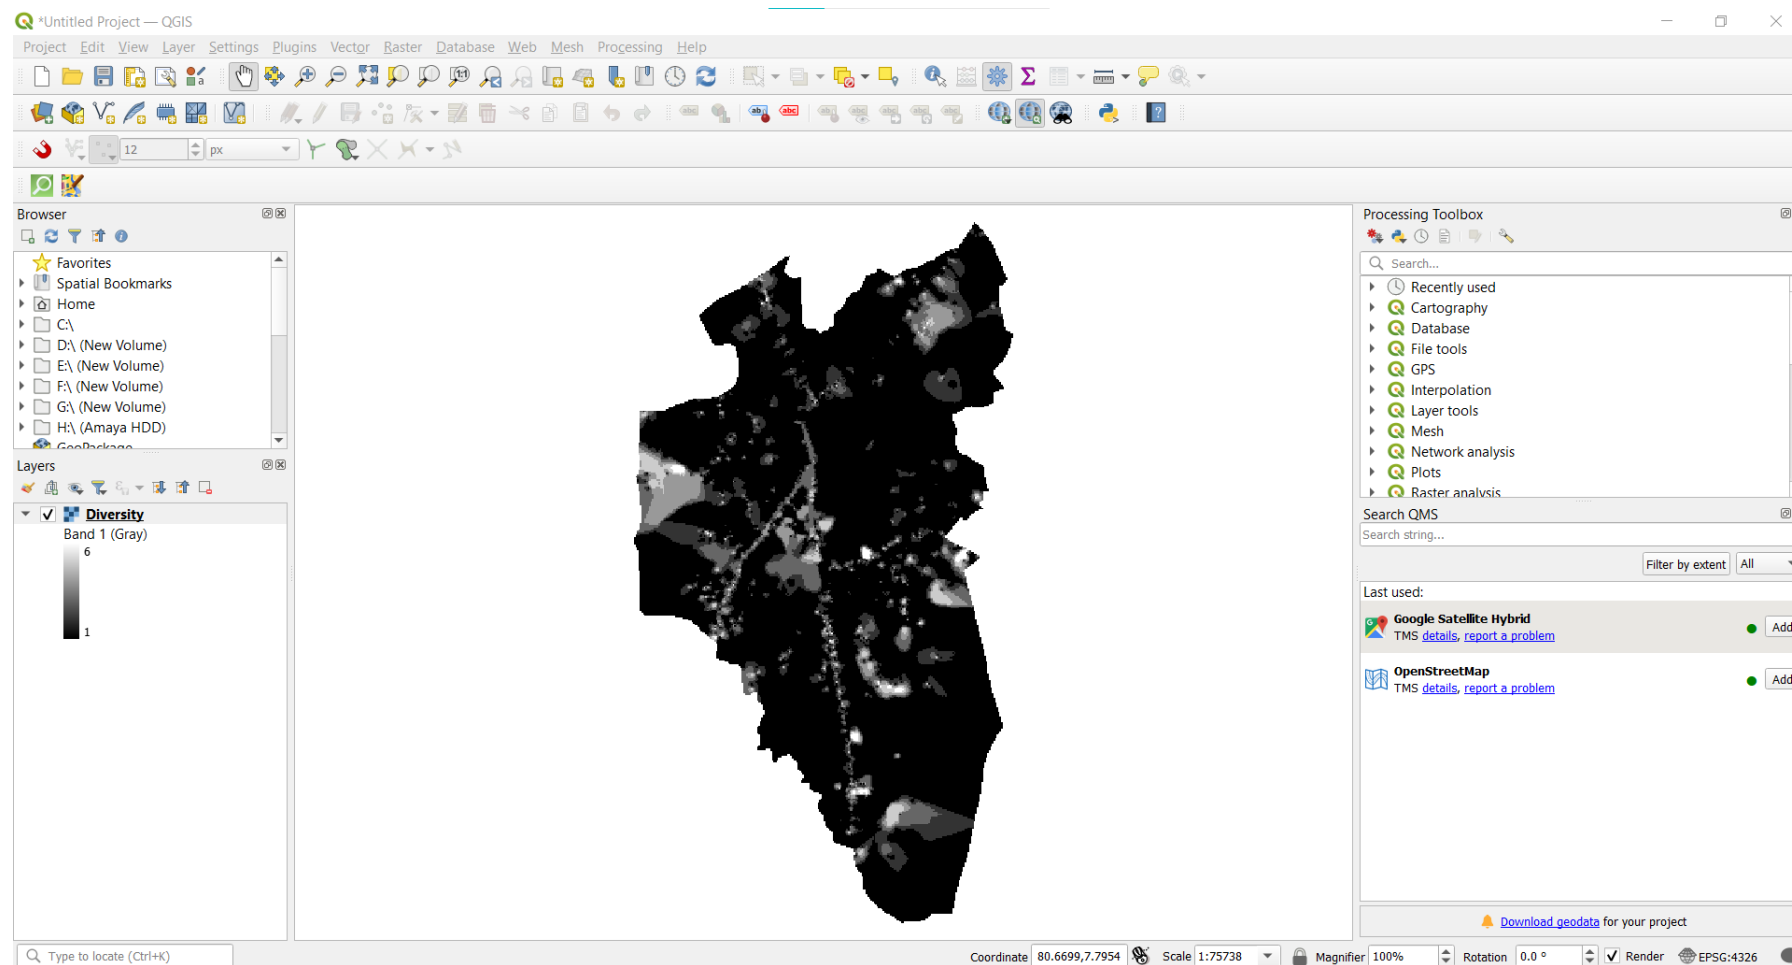 *Untitled Project — QGIS
Project Edit View Layer Settings Plugins Vector Raster Database Web Mesh Processing Help
12 px
Browser
Favorites
Spatial Bookmarks
Home
C:\
D:\ (New Volume)
E:\ (New Volume)
F:\ (New Volume)
G:\ (New Volume)
H:\ (Amaya HDD)
GeoPackage
Layers
Diversity
Band 1 (Gray)
6
1
Processing Toolbox
Search...
Recently used
Cartography
Database
File tools
GPS
Interpolation
Layer tools
Mesh
Network analysis
Plots
Raster analysis
Search QMS
Search string...
Filter by extent All
Last used:
Google Satellite Hybrid
TMS details, report a problem
Add
OpenStreetMap
TMS details, report a problem
Add
Download geodata for your project
Type to locate (Ctrl+K)
Coordinate 80.6699,7.7954 Scale 1:75738 Magnifier 100% Rotation 0.0 ° Render EPSG:4326